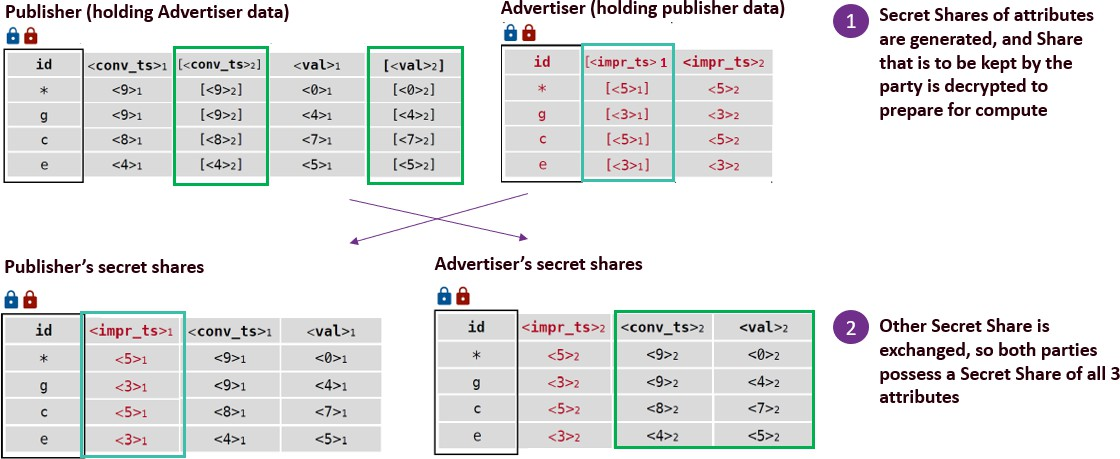 Publisher (holding Advertiser data)
id <conv_ts>1 [<conv_ts>2] <val>1 [<val>2]
* <9>1 [<9>2] <0>1 [<0>2]
g <9>1 [<9>2] <4>1 [<4>2]
c <8>1 [<8>2] <7>1 [<7>2]
e <4>1 [<4>2] <5>1 [<5>2]
Advertiser (holding publisher data)
id [<impr_ts> 1 <impr_ts>2
* [<5>1] <5>2
g [<3>1] <3>2
c [<5>1] <5>2
e [<3>1] <3>2
1
Secret Shares of attributes
are generated, and Share
that is to be kept by the
party is decrypted to
prepare for compute
Publisher’s secret shares
id <impr_ts>1 <conv_ts>1 <val>1
* <5>1 <9>1 <0>1
g <3>1 <9>1 <4>1
c <5>1 <8>1 <7>1
e <3>1 <4>1 <5>1
Advertiser’s secret shares
id <impr_ts>2 <conv_ts>2 <val>2
* <5>2 <9>2 <0>2
g <3>2 <9>2 <4>2
c <5>2 <8>2 <7>2
e <3>2 <4>2 <5>2
2
Other Secret Share is
exchanged, so both parties
possess a Secret Share of all 3
attributes